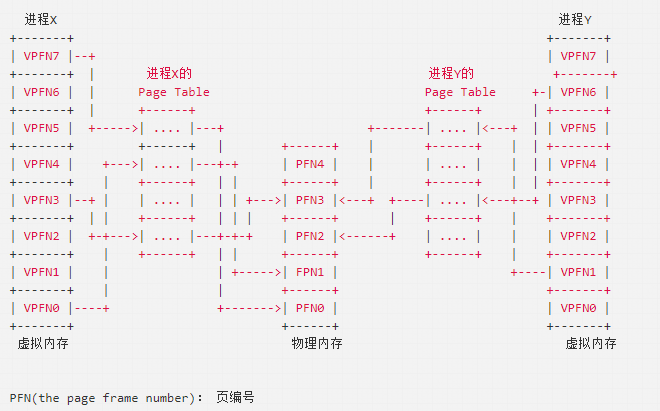 进程X 进程Y
+-------+ +-------+
| VPFN7 |--+ | VPFN7 |
+-------+ | 进程X的 进程Y的 +-------+
| VPFN6 | | Page Table Page Table +-| VPFN6 |
+-------+ | +------+ +------+ | +-------+
| VPFN5 | +----->| .... |---+ +-------| .... |<---+ | | VPFN5 |
+-------+ +------+ | +------+ | +------+ | | +-------+
| VPFN4 | +--->| .... |---+-+ | PFN4 | | | .... | | | | VPFN4 |
+-------+ | +------+ | | +------+ | +------+ | | +-------+
| VPFN3 |--+ | | .... | | | +--->| PFN3 |<---+ +----| .... |<---+--+ | VPFN3 |
+-------+ | | +------+ | | | +------+ | +------+ | +-------+
| VPFN2 | +-+--->| .... |---+-+-+ | PFN2 |<------+ | .... | | | VPFN2 |
+-------+ | +------+ | | +------+ +------+ | +-------+
| VPFN1 | | | +----->| FPN1 | +----| VPFN1 |
+-------+ | | +------+ +-------+
| VPFN0 |----+ +------->| PFN0 | | VPFN0 |
+-------+ +------+ +-------+
虚拟内存 物理内存 虚拟内存
PFN(the page frame number): 页编号